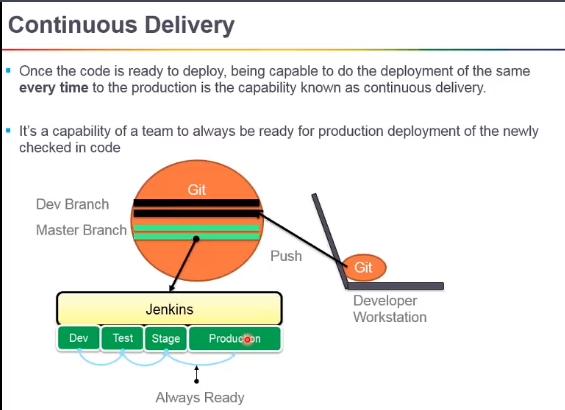 Continuous Delivery
Once the code is ready to deploy, being capable to do the deployment of the same
every time to the production is the capability known as continuous delivery.
It's a capability of a team to always be ready for production deployment of the newly
checked in code
Git
Dev Branch
Master Branch
Push
Git
Developer
Workstation
Jenkins
Dev Test Stage Production
Always Ready